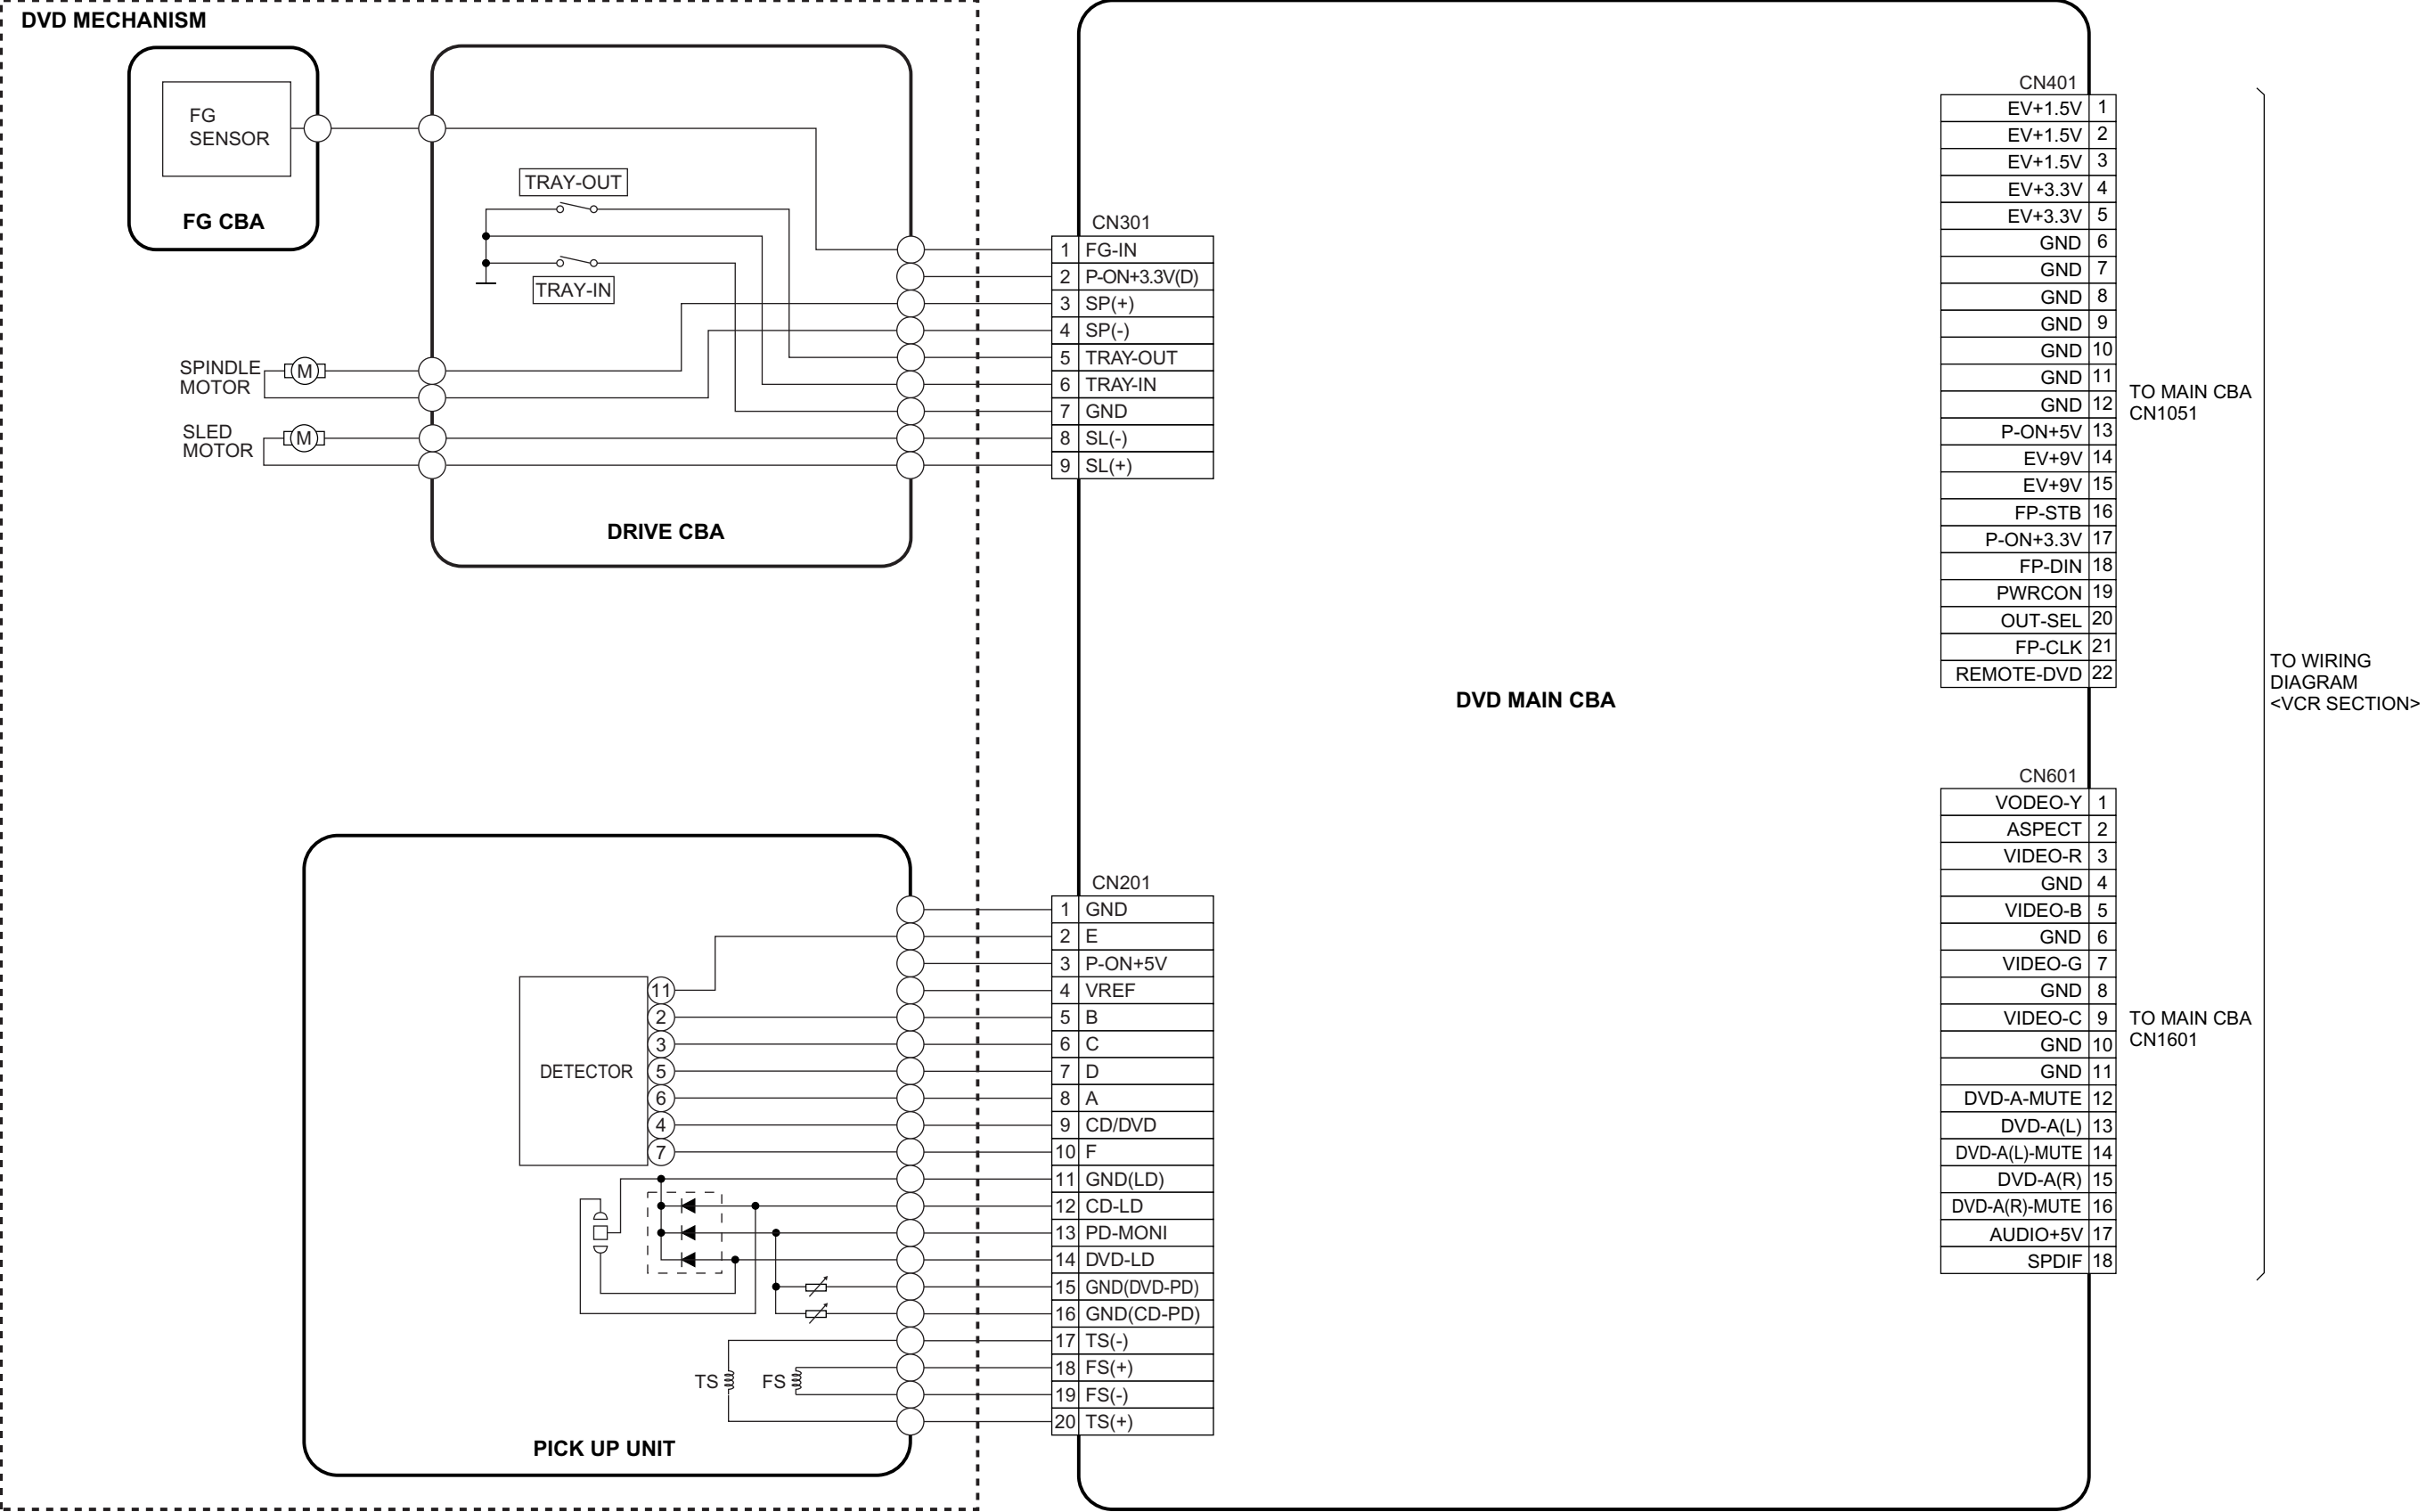 DVD MECHANISM
FG
SENSOR
FG CBA
TRAY-OUT
TRAY-IN
SPINDLE
MOTOR
M
SLED
MOTOR
M
DRIVE CBA
CN301
1 FG-IN
2 P-ON+3.3V(D)
3 SP(+)
4 SP(-)
5 TRAY-OUT
6 TRAY-IN
7 GND
8 SL(-)
9 SL(+)
DETECTOR
11
2
3
5
6
4
7
TS
FS
PICK UP UNIT
CN201
1 GND
2 E
3 P-ON+5V
4 VREF
5 B
6 C
7 D
8 A
9 CD/DVD
10 F
11 GND(LD)
12 CD-LD
13 PD-MONI
14 DVD-LD
15 GND(DVD-PD)
16 GND(CD-PD)
17 TS(-)
18 FS(+)
19 FS(-)
20 TS(+)
DVD MAIN CBA
CN401
EV+1.5V 1
EV+1.5V 2
EV+1.5V 3
EV+3.3V 4
EV+3.3V 5
GND 6
GND 7
GND 8
GND 9
GND 10
GND 11
GND 12
P-ON+5V 13
EV+9V 14
EV+9V 15
FP-STB 16
P-ON+3.3V 17
FP-DIN 18
PWRCON 19
OUT-SEL 20
FP-CLK 21
REMOTE-DVD 22
TO MAIN CBA
CN1051
CN601
VODEO-Y 1
ASPECT 2
VIDEO-R 3
GND 4
VIDEO-B 5
GND 6
VIDEO-G 7
GND 8
VIDEO-C 9
GND 10
GND 11
DVD-A-MUTE 12
DVD-A(L) 13
DVD-A(L)-MUTE 14
DVD-A(R) 15
DVD-A(R)-MUTE 16
AUDIO+5V 17
SPDIF 18
TO MAIN CBA
CN1601
TO WIRING
DIAGRAM
<VCR SECTION>